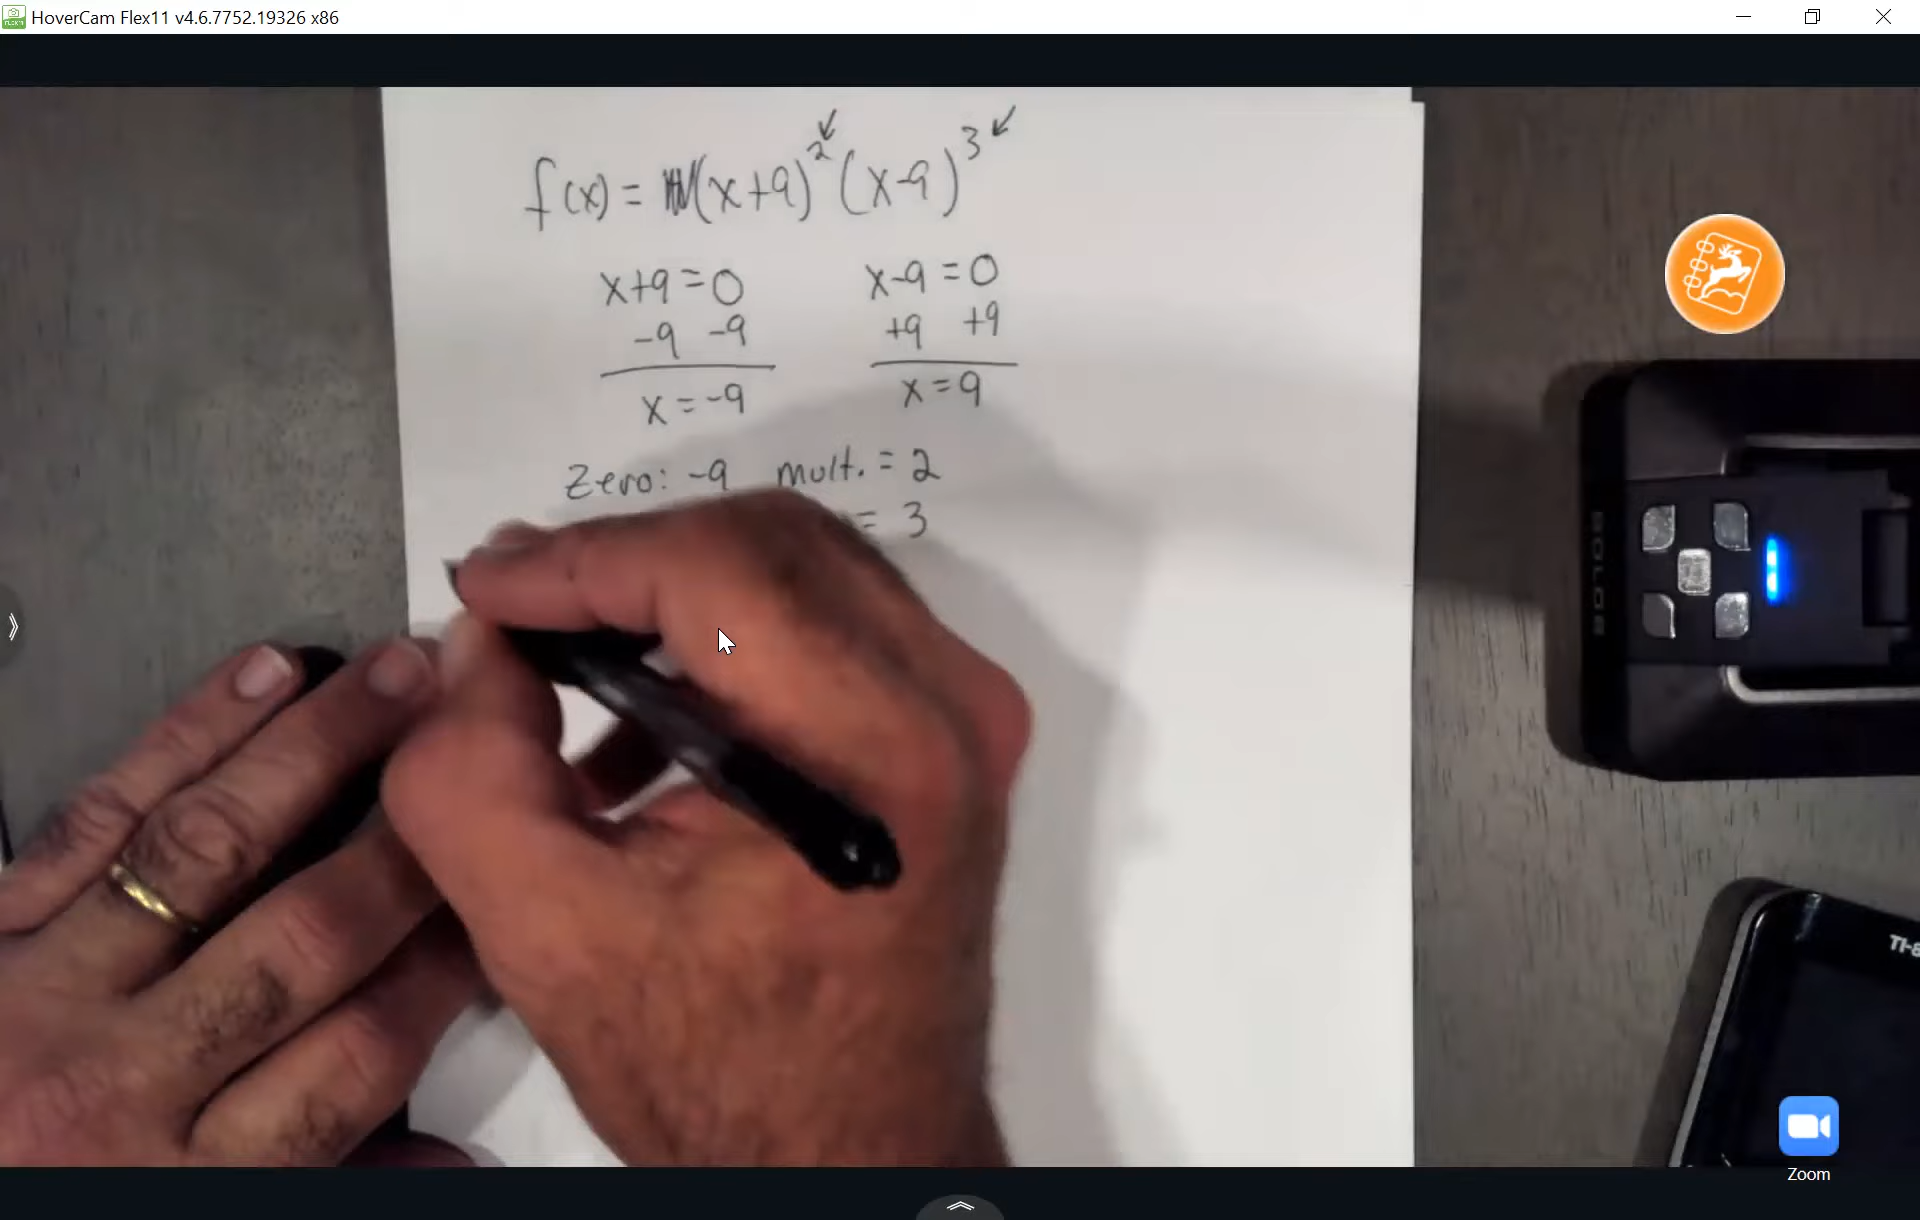 HoverCam Flex11 v4.6.7752.19326 x86
f(x) = (x+9)² (x-9)³
x+9=0 x-9=0
-9 -9 +9 +9
x=-9 x=9
Zero: -9 mult. = 2
= 3
Zoom